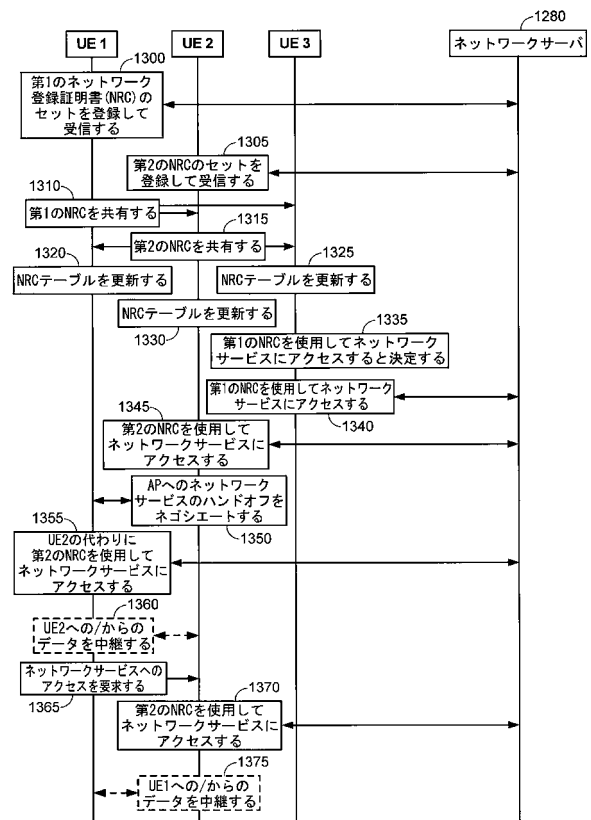 UE 1
UE 2
UE 3
1280
ネットワークサーバ
1300
第1のネットワーク
登録証明書(NRC)の
セットを登録して
受信する
1305
第2のNRCのセットを
登録して受信する
1310
第1のNRCを共有する
1315
第2のNRCを共有する
1320
NRCテーブルを更新する
1325
NRCテーブルを更新する
NRCテーブルを更新する
1330
1335
第1のNRCを使用してネットワーク
サービスにアクセスすると決定する
第1のNRCを使用してネットワーク
サービスにアクセスする
1340
1345
第2のNRCを使用して
ネットワークサービスに
アクセスする
APへのネットワーク
サービスのハンドオフを
ネゴシエートする
1350
1355
UE2の代わりに
第2のNRCを使用して
ネットワークサービスに
アクセスする
1360
UE2への/からの
データを中継する
ネットワークサービスへの
アクセスを要求する
1365
1370
第2のNRCを使用して
ネットワークサービスに
アクセスする
1375
UE1への/からの
データを中継する